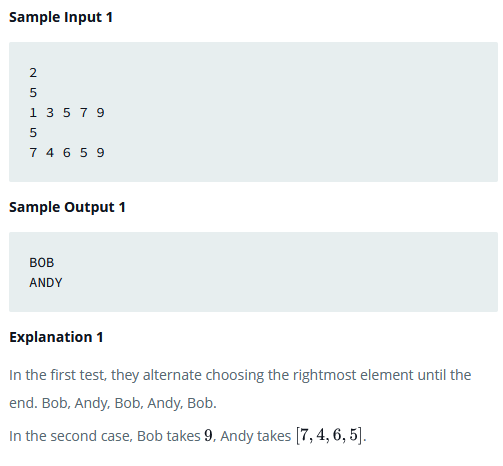 Sample Input 1
2
5
1 3 5 7 9
5
7 4 6 5 9
Sample Output 1
BOB
ANDY
Explanation 1
In the first test, they alternate choosing the rightmost element until the
end. Bob, Andy, Bob, Andy, Bob.
In the second case, Bob takes 9, Andy takes [7, 4, 6, 5].